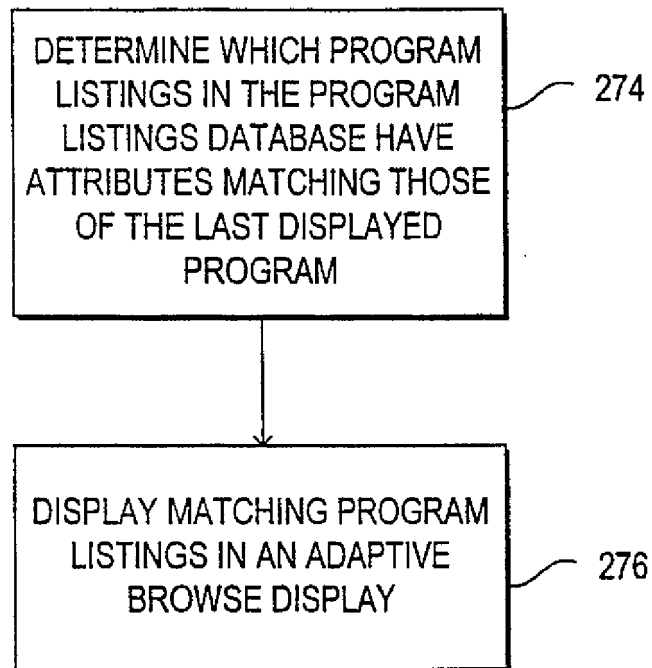 DETERMINE WHICH PROGRAM
LISTINGS IN THE PROGRAM
LISTINGS DATABASE HAVE
ATTRIBUTES MATCHING THOSE
OF THE LAST DISPLAYED
PROGRAM
274
DISPLAY MATCHING PROGRAM
LISTINGS IN AN ADAPTIVE
BROWSE DISPLAY
276